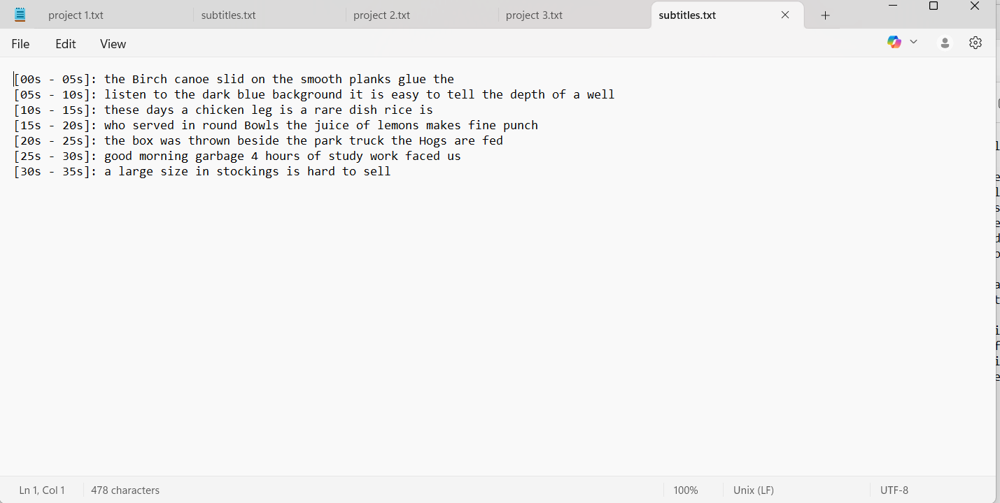 project 1.txt subtitles.txt project 2.txt project 3.txt subtitles.txt
File Edit View
[00s - 05s]: the Birch canoe slid on the smooth planks glue the
[05s - 10s]: listen to the dark blue background it is easy to tell the depth of a well
[10s - 15s]: these days a chicken leg is a rare dish rice is
[15s - 20s]: who served in round Bowls the juice of lemons makes fine punch
[20s - 25s]: the box was thrown beside the park truck the Hogs are fed
[25s - 30s]: good morning garbage 4 hours of study work faced us
[30s - 35s]: a large size in stockings is hard to sell
Ln 1, Col 1 478 characters 100% Unix (LF) UTF-8